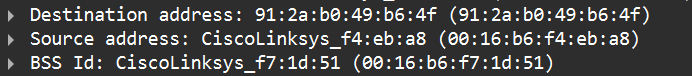 Destination address: 91:2a:b0:49:b6:4f (91:2a:b0:49:b6:4f)
Source address: CiscoLinksys_f4:eb:a8 (00:16:b6:f4:eb:a8)
BSS Id: CiscoLinksys_f7:1d:51 (00:16:b6:f7:1d:51)